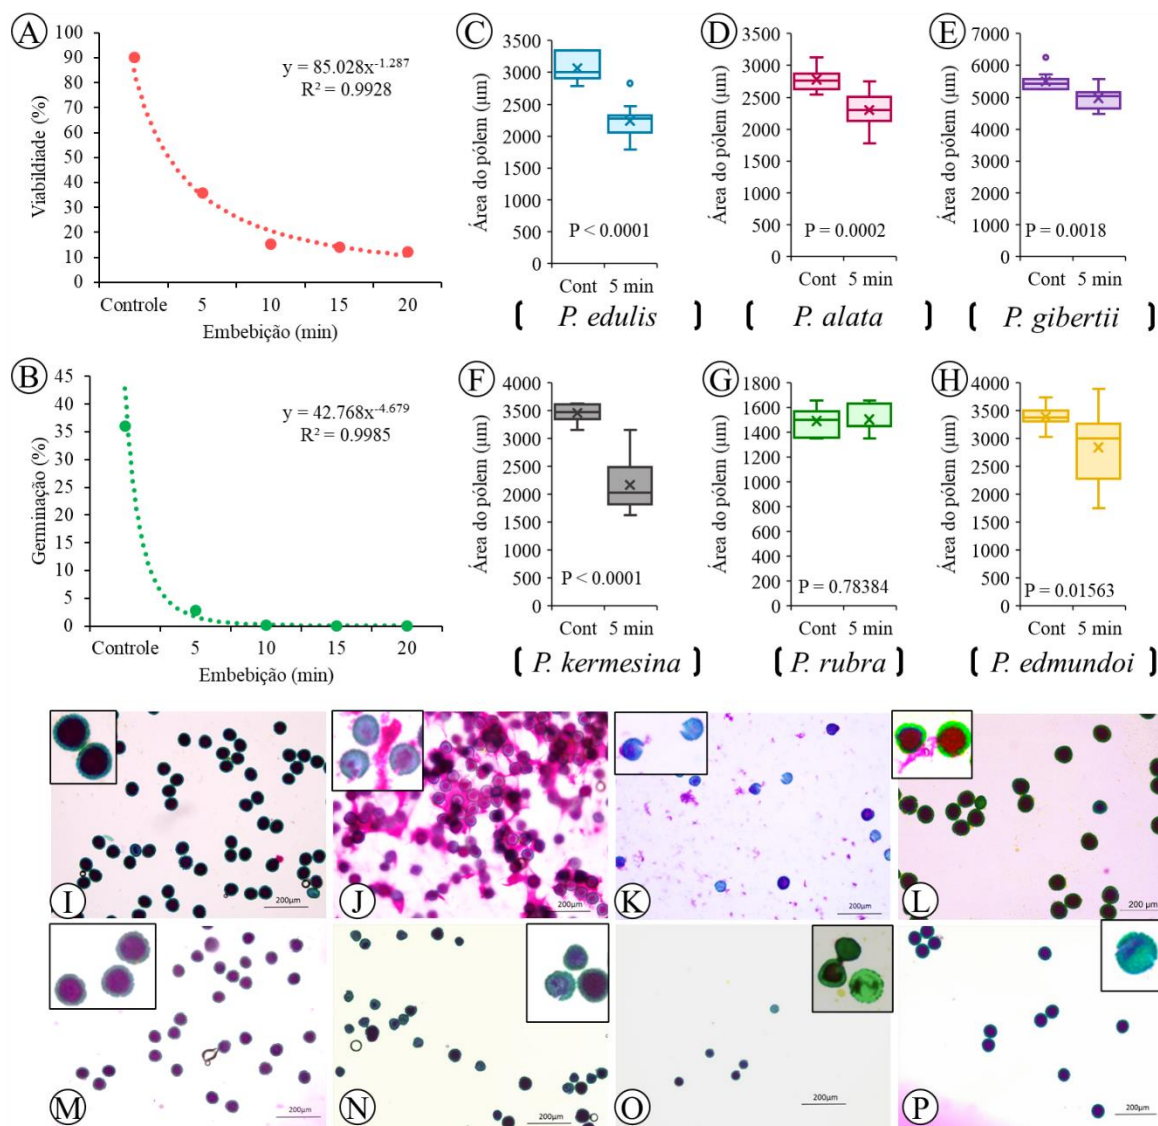 A
Viabildiade (%)
100
90
80
70
60
50
40
30
20
10
0
y = 85.028x^-1.287
R² = 0.9928
Controle 5 10 15 20
Embebição (min)
C
Área do pólem (µm)
3500
3000
2500
2000
1500
1000
500
0
P < 0.0001
Cont 5 min
[ P. edulis ]
D
Área do pólem (µm)
3500
3000
2500
2000
1500
1000
500
0
P = 0.0002
Cont 5 min
[ P. alata ]
E
Área do pólem (µm)
7000
6000
5000
4000
3000
2000
1000
0
P = 0.0018
Cont 5 min
[ P. gibertii ]
B
Germinação (%)
45
40
35
30
25
20
15
10
5
0
y = 42.768x^-4.679
R² = 0.9985
Controle 5 10 15 20
Embebição (min)
F
Área do pólem (µm)
4000
3500
3000
2500
2000
1500
1000
500
0
P < 0.0001
Cont 5 min
[ P. kermesina ]
G
Área do pólem (µm)
1800
1600
1400
1200
1000
800
600
400
200
0
P = 0.78384
Cont 5 min
[ P. rubra ]
H
Área do pólem (µm)
4000
3500
3000
2500
2000
1500
1000
500
0
P = 0.01563
Cont 5 min
[ P. edmundoi ]
I
200µm
J
200µm
K
200µm
L
200 µm
M
200µm
N
200µm
O
200µm
P
200µm